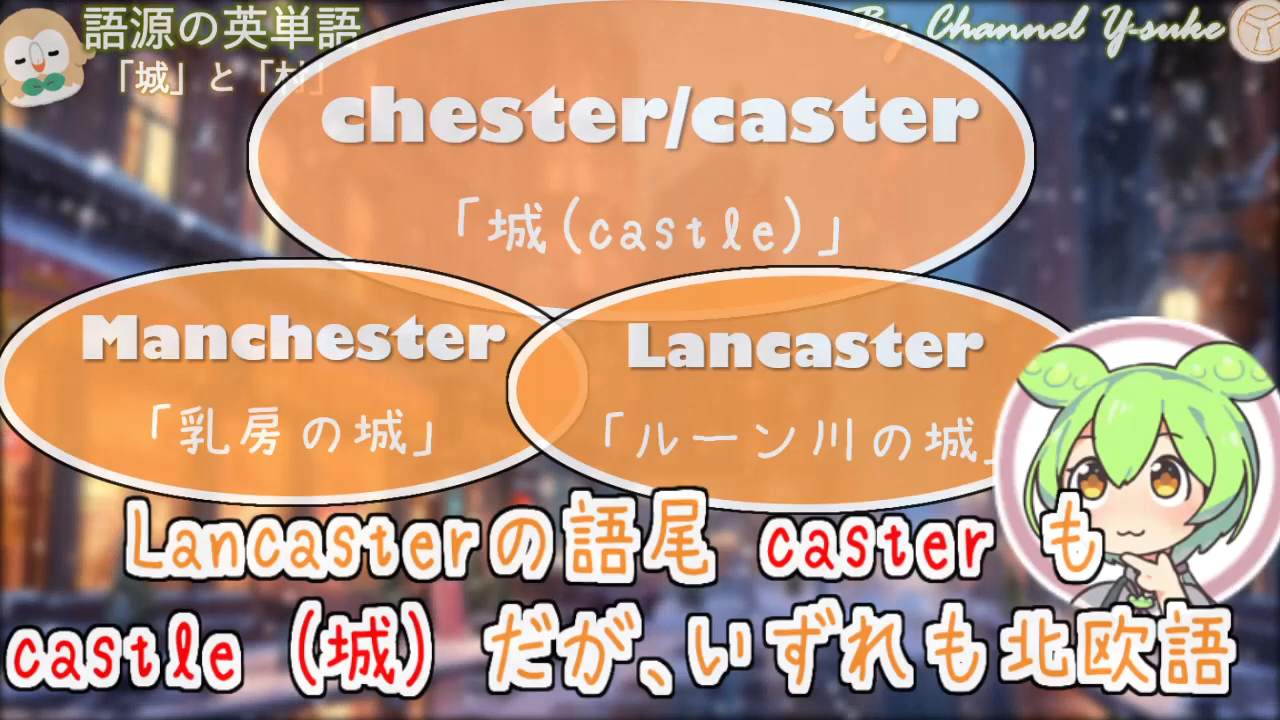 語源の英単語
By Channel Y-suke
「城」と「村」
chester/caster
「城(castle)」
Manchester
「乳房の城」
Lancaster
「ルーン川の城」
Lancasterの語尾 caster も
castle (城) だが、いずれも北欧語